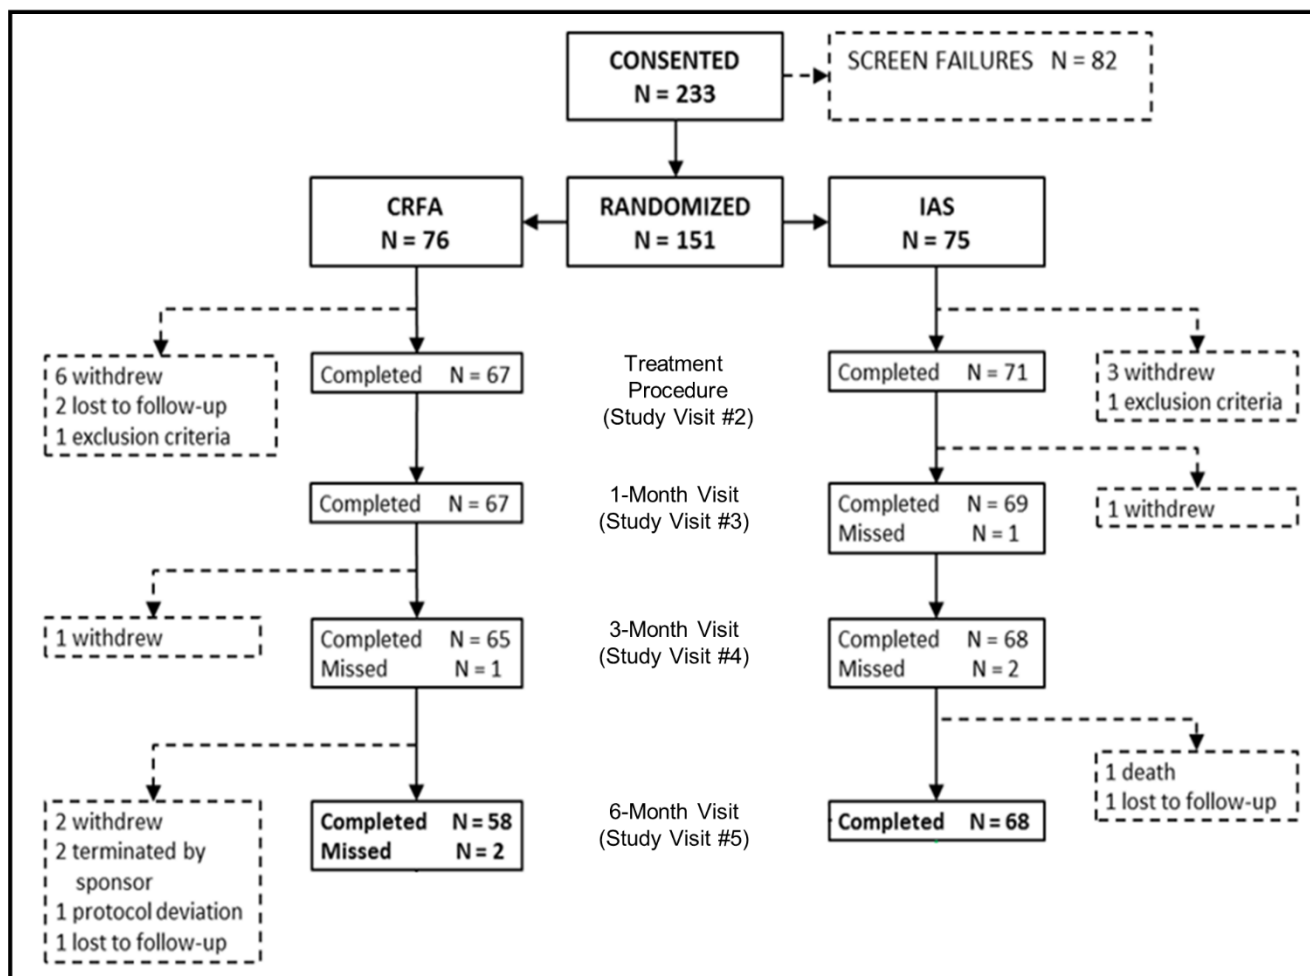 CONSENTED
N = 233
SCREEN FAILURES N = 82
CRFA
N = 76
RANDOMIZED
N = 151
IAS
N = 75
6 withdrew
2 lost to follow-up
1 exclusion criteria
Completed N = 67
Treatment
Procedure
(Study Visit #2)
Completed N = 71
3 withdrew
1 exclusion criteria
Completed N = 67
1-Month Visit
(Study Visit #3)
Completed N = 69
Missed N = 1
1 withdrew
1 withdrew
Completed N = 65
Missed N = 1
3-Month Visit
(Study Visit #4)
Completed N = 68
Missed N = 2
2 withdrew
2 terminated by
sponsor
1 protocol deviation
1 lost to follow-up
Completed N = 58
Missed N = 2
6-Month Visit
(Study Visit #5)
Completed N = 68
1 death
1 lost to follow-up